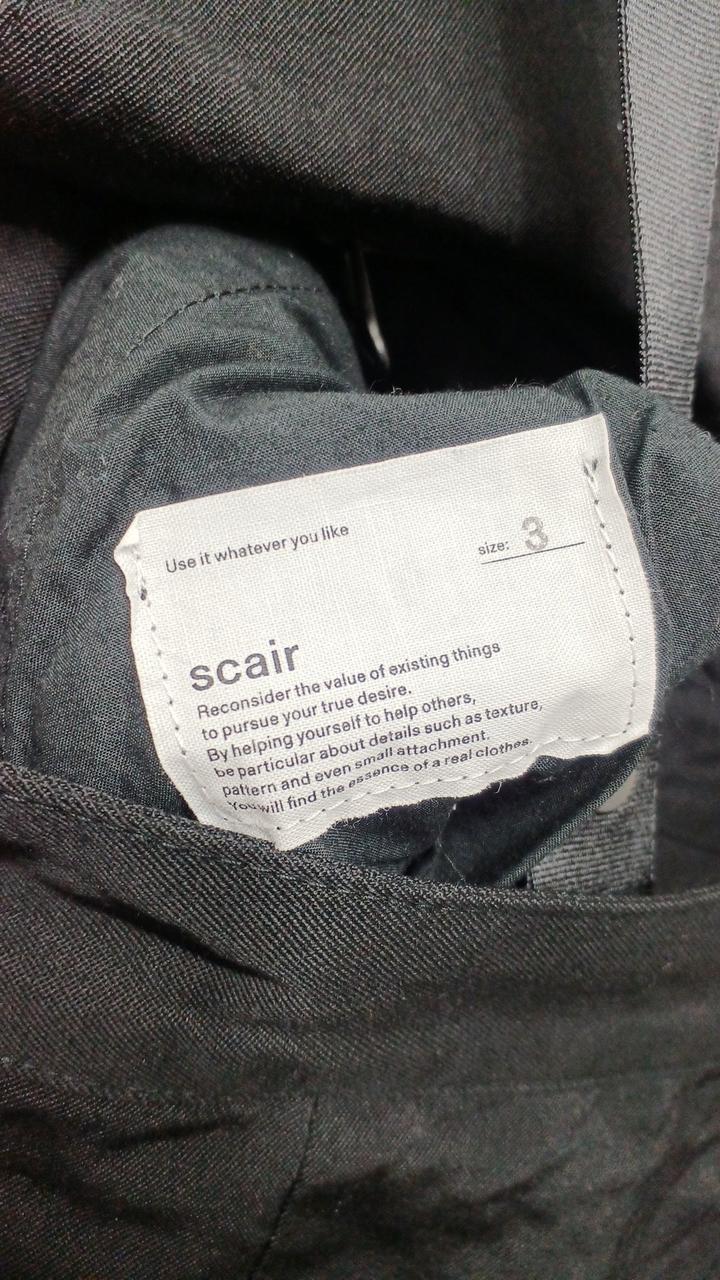 Use it whatever you like
size: 3
scair
Reconsider the value of existing things
to pursue your true desire.
By helping yourself to help others,
be particular about details such as texture,
pattern and even small attachment.
You will find the essence of a real clothes.